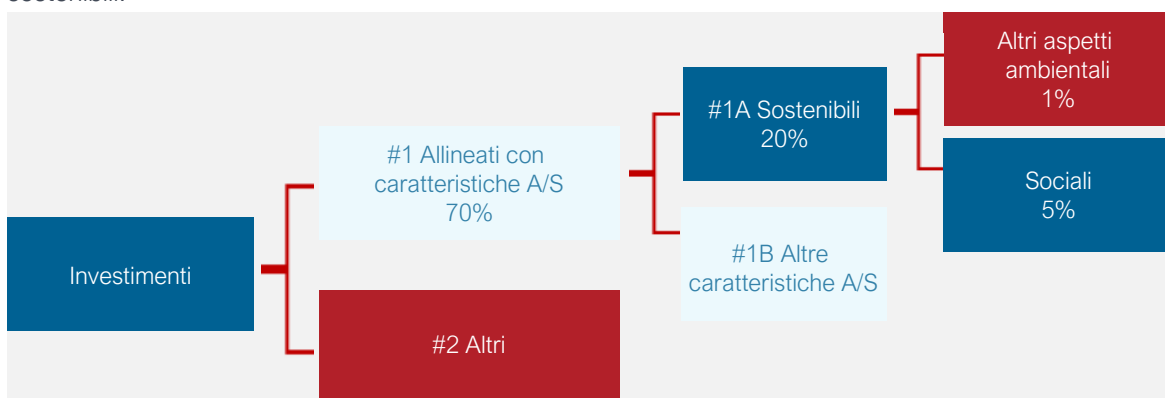 sostenibili.
Investimenti
#1 Allineati con
caratteristiche A/S
70%
#2 Altri
#1A Sostenibili
20%
#1B Altre
caratteristiche A/S
Altri aspetti
ambientali
1%
Sociali
5%